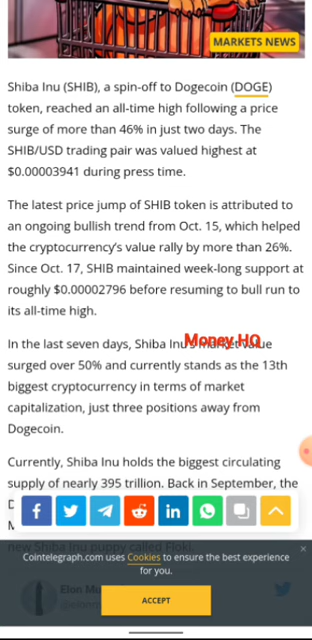 MARKETS NEWS
Shiba Inu (SHIB), a spin-off to Dogecoin (DOGE)
token, reached an all-time high following a price
surge of more than 46% in just two days. The
SHIB/USD trading pair was valued highest at
$0.00003941 during press time.
The latest price jump of SHIB token is attributed to
an ongoing bullish trend from Oct. 15, which helped
the cryptocurrency's value rally by more than 26%.
Since Oct. 17, SHIB maintained week-long support at
roughly $0.00002796 before resuming to bull run to
its all-time high.
Money HQ
In the last seven days, Shiba Inu's market value
surged over 50% and currently stands as the 13th
biggest cryptocurrency in terms of market
capitalization, just three positions away from
Dogecoin.
Currently, Shiba Inu holds the biggest circulating
supply of nearly 395 trillion. Back in September, the
new Shiba Inu puppy called Floki.
Cointelegraph.com uses Cookies to ensure the best experience
for you.
Elon
ACCEPT